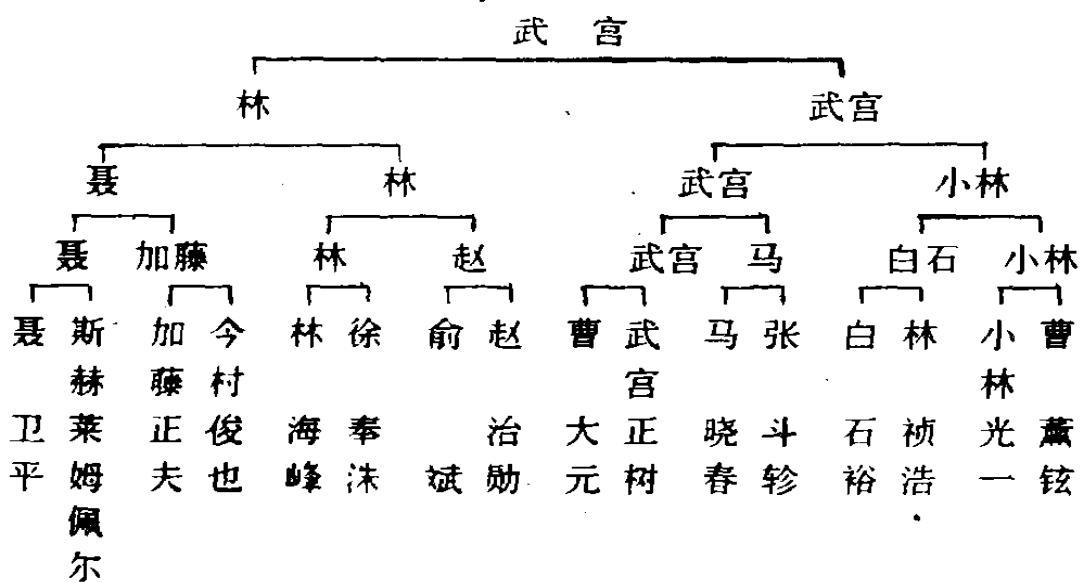 武宫
林 武宫
聂 林 武宫 小林
聂 加藤 林 赵 武宫 马 白石 小林
聂卫平 斯赫莱姆佩尔 加藤正夫 今村俊也 林海峰 徐奉洙 俞斌 赵治勋 曹大元 武宫正树 马晓春 张斗轸 白石裕 林祯浩 小林光一 曹薰铉